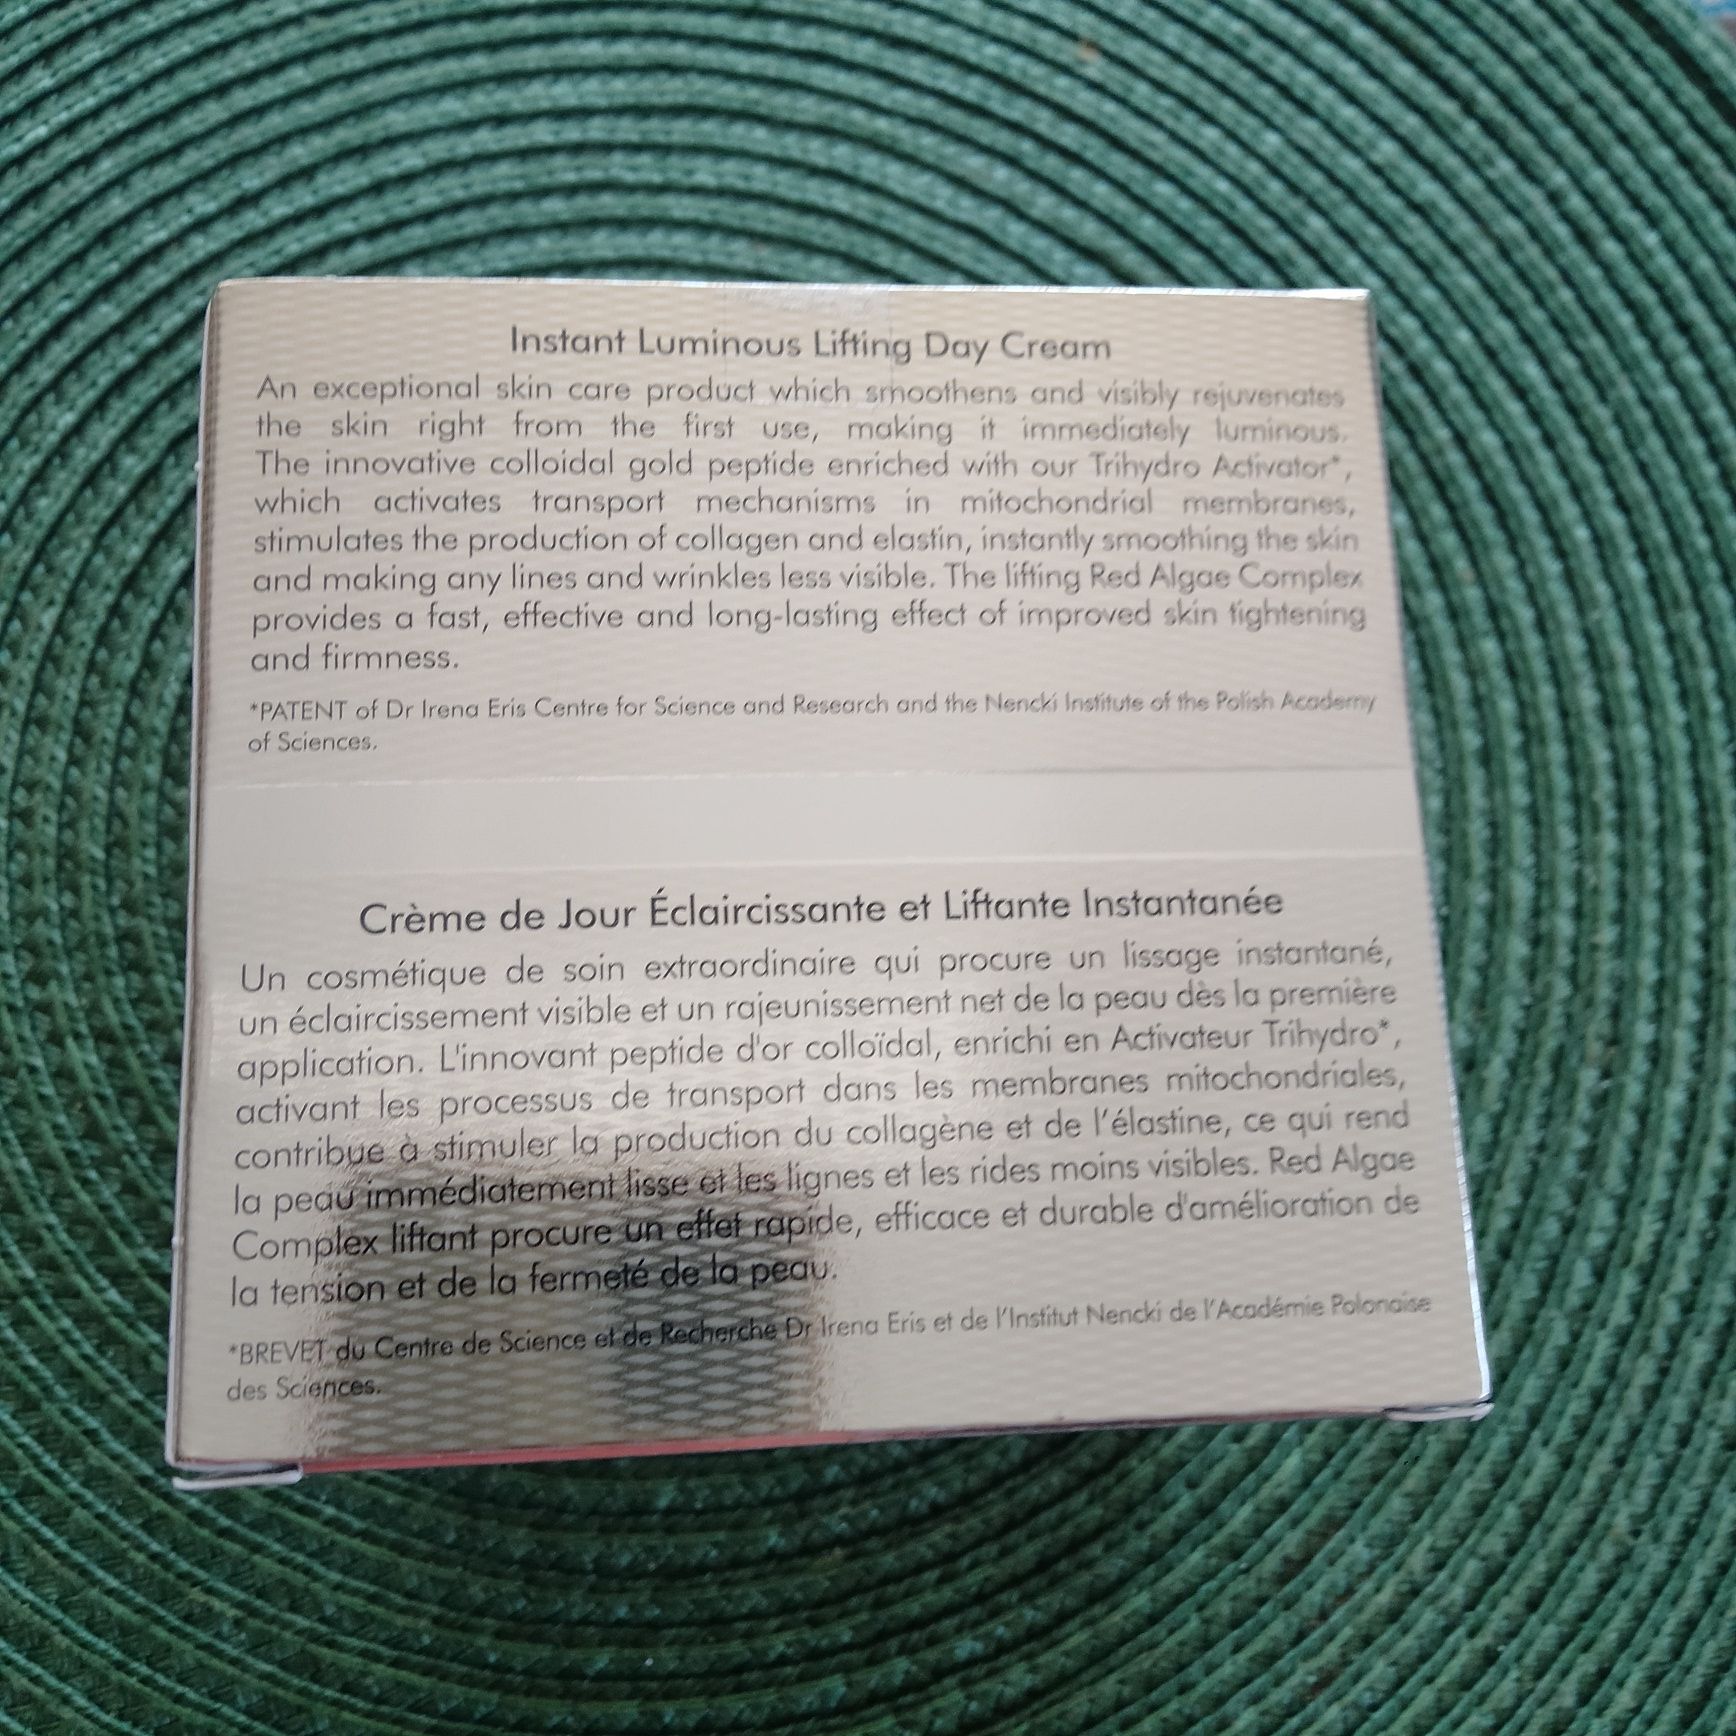 Instant Luminous Lifting Day Cream
An exceptional skin care product which smoothens and visibly rejuvenates
the skin right from the first use, making it immediately luminous.
The innovative colloidal gold peptide enriched with our Trihydro Activator*,
which activates transport mechanisms in mitochondrial membranes,
stimulates the production of collagen and elastin, instantly smoothing the skin
and making any lines and wrinkles less visible. The lifting Red Algae Complex
provides a fast, effective and long-lasting effect of improved skin tightening
and firmness.
*PATENT of Dr Irena Eris Centre for Science and Research and the Nencki Institute of the Polish Academy
of Sciences.
Crème de Jour Éclaircissante et Liftante Instantanée
Un cosmétique de soin extraordinaire qui procure un lissage instantané,
un éclaircissement visible et un rajeunissement net de la peau dès la première
application. L'innovant peptide d'or colloïdal, enrichi en Activateur Trihydro*,
activant les processus de transport dans les membranes mitochondriales,
contribue à stimuler la production du collagène et de l'élastine, ce qui rend
la peau immédiatement lisse et les lignes et les rides moins visibles. Red Algae
Complex liftant procure un effet rapide, efficace et durable d'amélioration de
la tension et de la fermeté de la peau.
*BREVET du Centre de Science et de Recherche Dr Irena Eris et de l'Institut Nencki de l'Académie Polonaise
des Sciences.